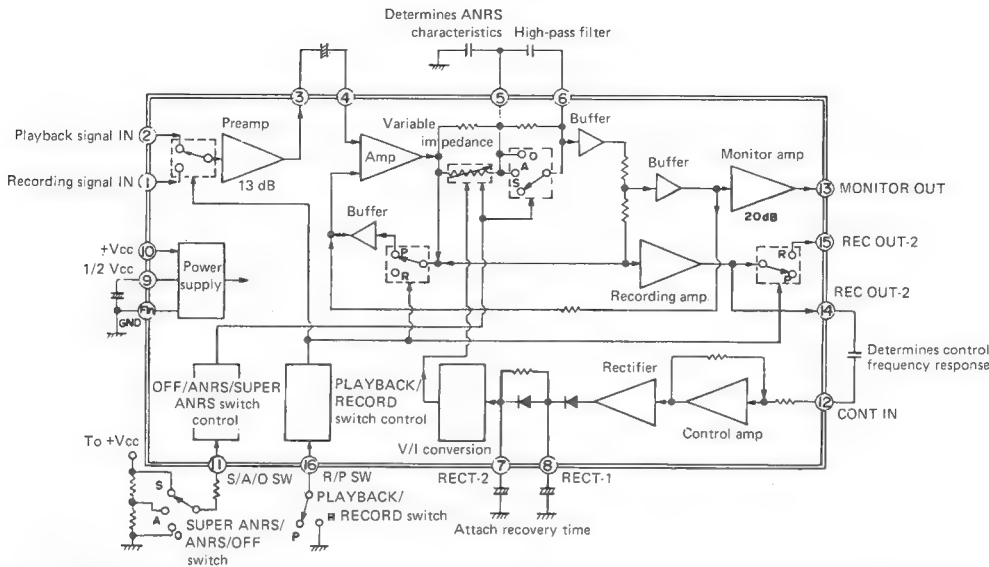 Determines ANRS
characteristics
High-pass filter
3
4
5
6
Playback signal IN
2
Preamp
13 dB
Recording signal IN
1
Amp
Variable
impedance
A
S
Buffer
Buffer
Monitor amp
20dB
13
MONITOR OUT
+Vcc
10
1/2 Vcc
9
Fin
GND
Power
supply
Buffer
P
R
Recording amp.
R
P
15
REC OUT-2
REC OUT-2
14
OFF/ANRS/SUPER
ANRS switch
control
PLAYBACK/
RECORD
switch control
V/I conversion
Rectifier
Control amp
Determines control
frequency response
12
CONT IN
To +Vcc
11
S/A/O SW
16
R/P SW
RECT-2
7
8
RECT-1
S
A
SUPER ANRS/
ANRS/OFF
switch
PLAYBACK/
RECORD switch
P
Attach recovery time